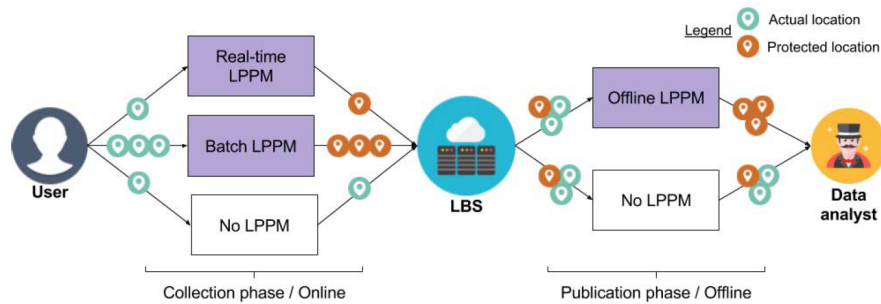 Legend
Actual location
Protected location
Real-time
LPPM
Batch LPPM
No LPPM
User
LBS
Offline LPPM
No LPPM
Data
analyst
Collection phase / Online
Publication phase / Offline